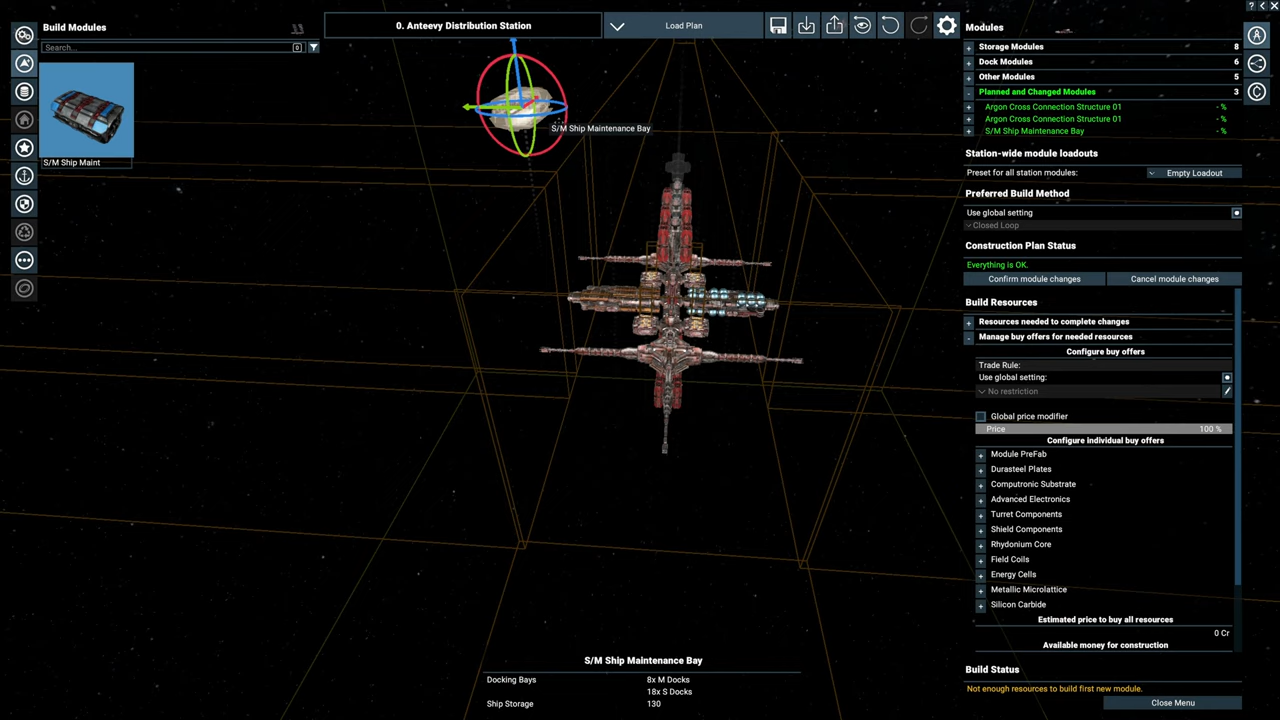 Build Modules
Search...
0
S/M Ship Maint
0. Anteevy Distribution Station
Load Plan
S/M Ship Maintenance Bay
S/M Ship Maintenance Bay
Docking Bays 8x M Docks
18x S Docks
Ship Storage 130
Modules
Storage Modules 8
Dock Modules 6
Other Modules 5
Planned and Changed Modules 3
Argon Cross Connection Structure 01 - %
Argon Cross Connection Structure 01 - %
S/M Ship Maintenance Bay - %
Station-wide module loadouts
Preset for all station modules: Empty Loadout
Preferred Build Method
Use global setting
Closed Loop
Construction Plan Status
Everything is OK.
Confirm module changes Cancel module changes
Build Resources
Resources needed to complete changes
Manage buy offers for needed resources
Configure buy offers
Trade Rule:
Use global setting:
No restriction
Global price modifier
Price 100 %
Configure individual buy offers
Module PreFab
Durasteel Plates
Computronic Substrate
Advanced Electronics
Turret Components
Shield Components
Rhydonium Core
Field Coils
Energy Cells
Metallic Microlattice
Silicon Carbide
Estimated price to buy all resources
0 Cr
Available money for construction
Build Status
Not enough resources to build first new module.
Close Menu